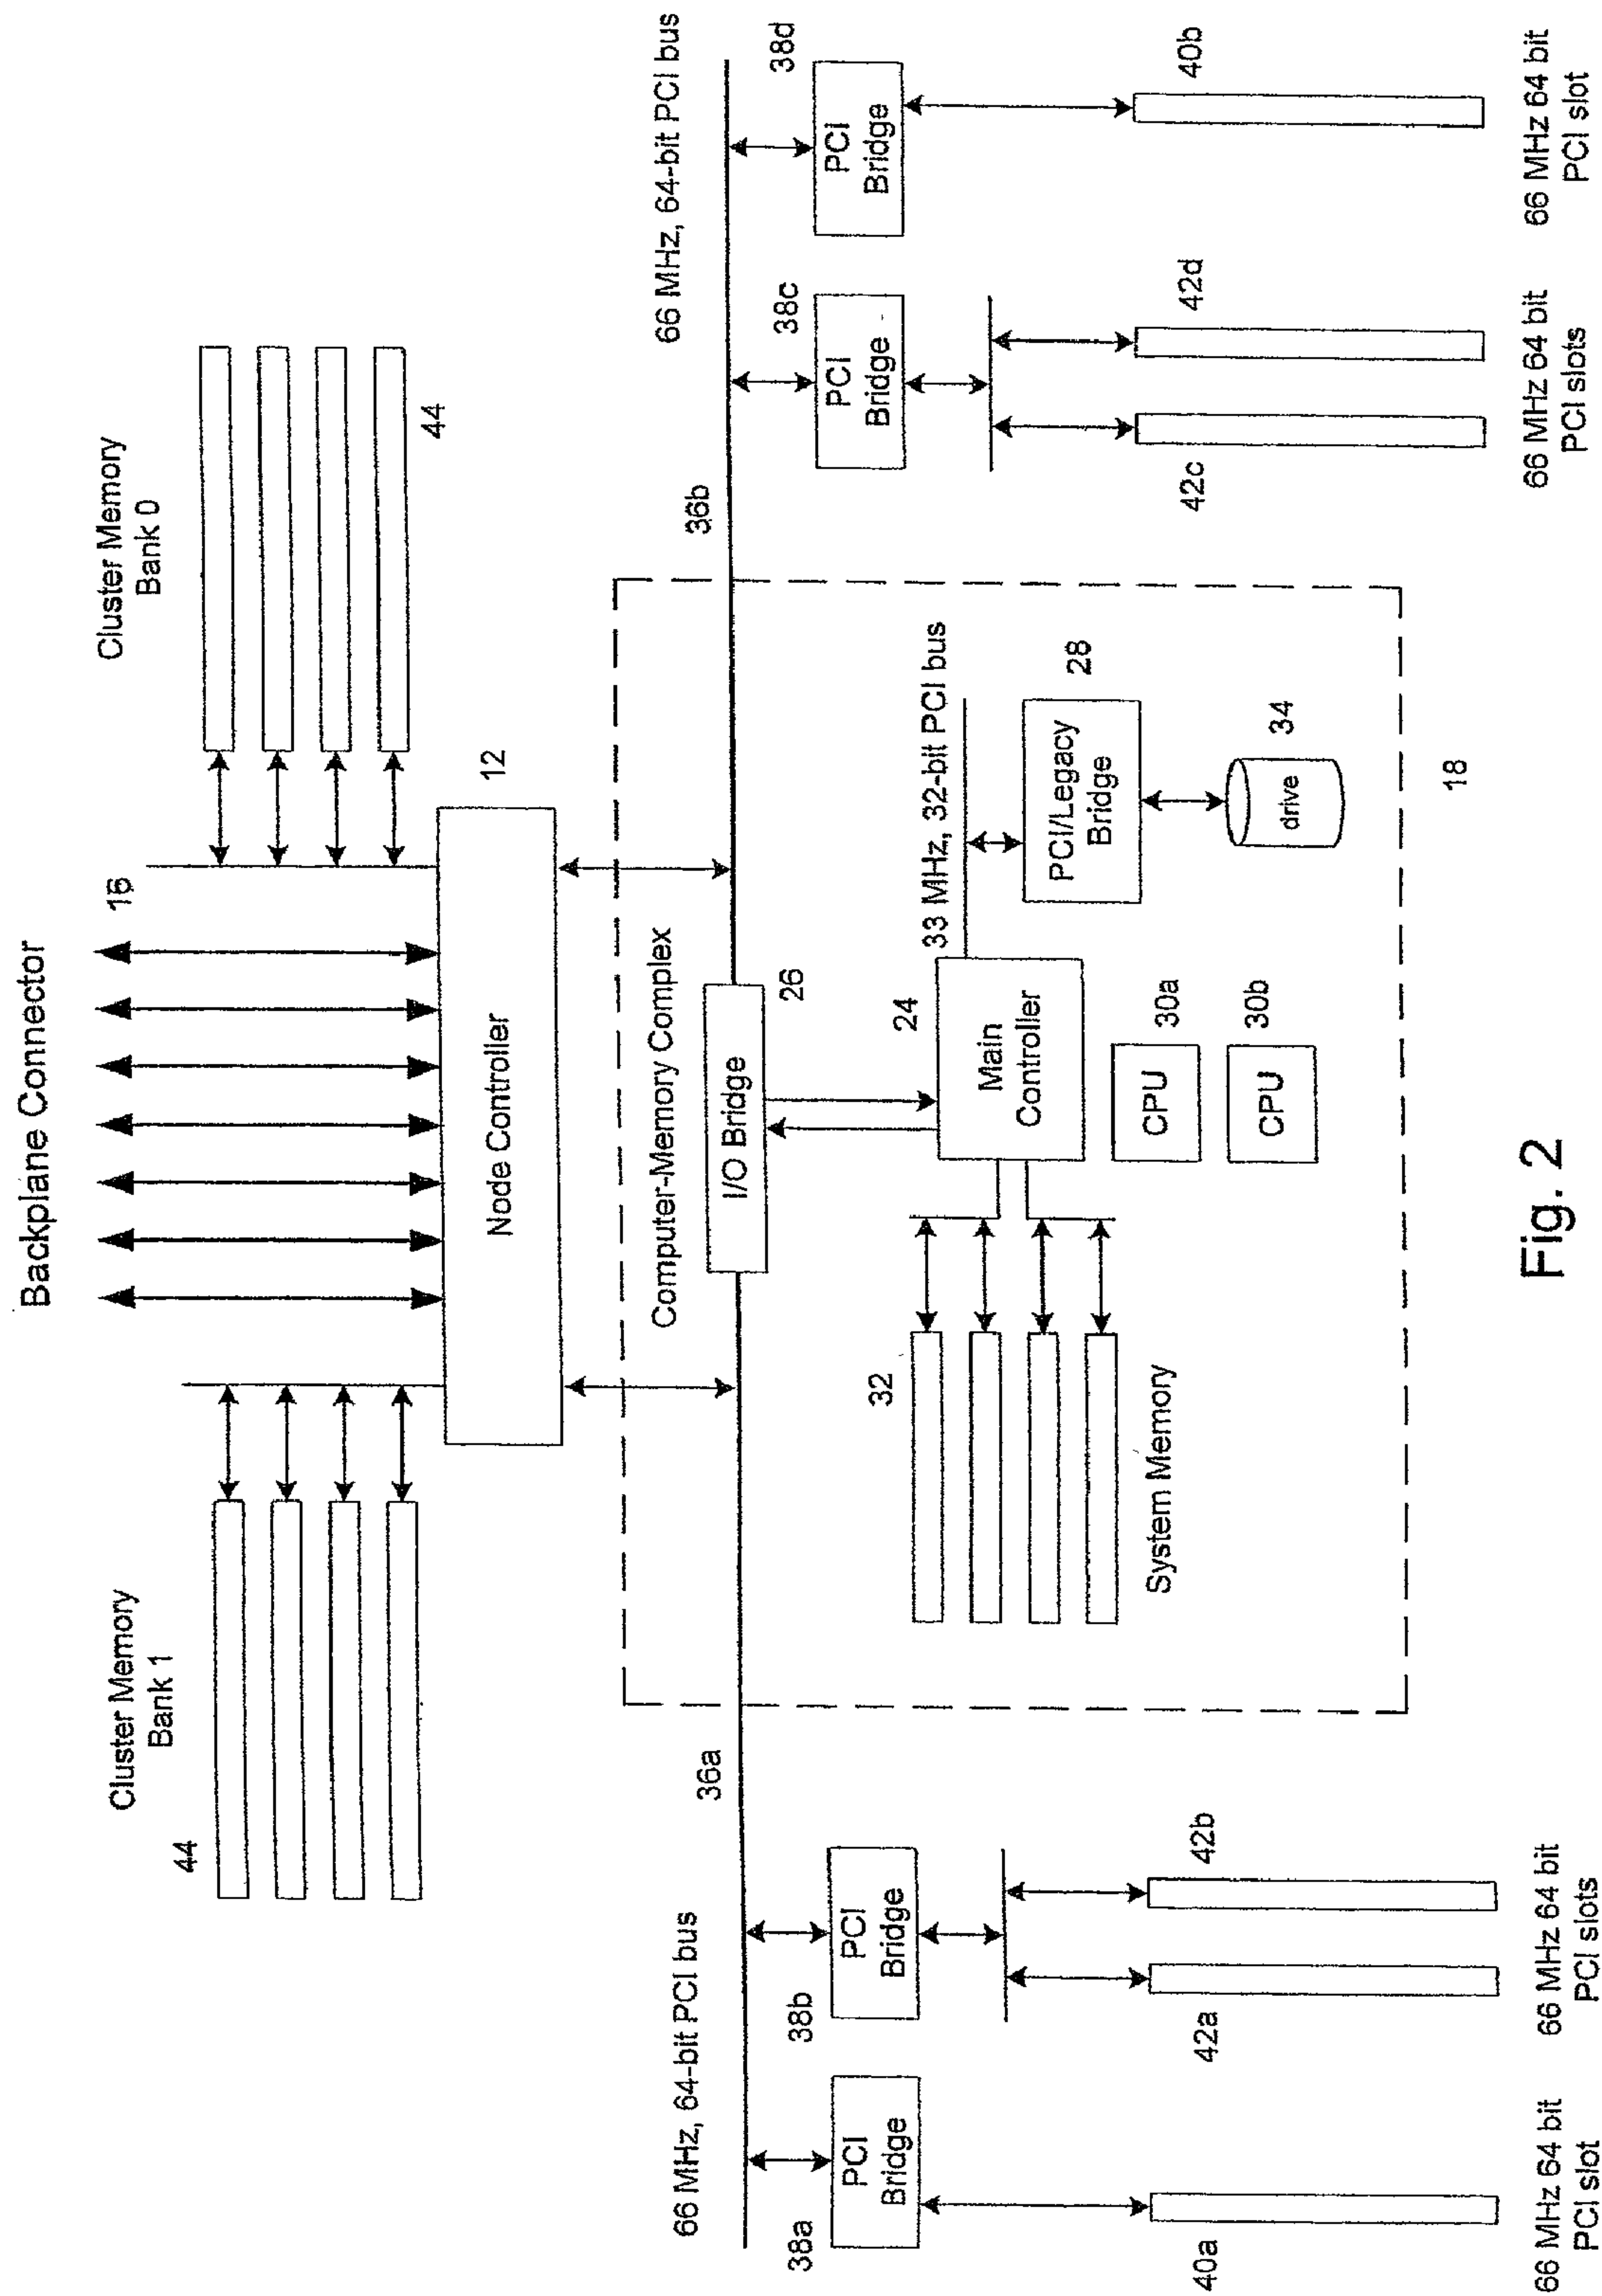 Backplane Connector
Cluster Memory
Bank 1
44
16
Cluster Memory
Bank 0
44
Node Controller
12
66 MHz, 64-bit PCI bus
36a
Computer-Memory Complex
36b
66 MHz, 64-bit PCI bus
I/O Bridge
26
38a
PCI
Bridge
38b
PCI
Bridge
38c
PCI
Bridge
38d
PCI
Bridge
32
System Memory
24
Main
Controller
33 MHz, 32-bit PCI bus
PCI/Legacy
Bridge
28
CPU
30a
CPU
30b
drive
34
18
40a
42a
42b
42c
42d
40b
66 MHz 64 bit
PCI slot
66 MHz 64 bit
PCI slots
66 MHz 64 bit
PCI slots
66 MHz 64 bit
PCI slot
Fig. 2